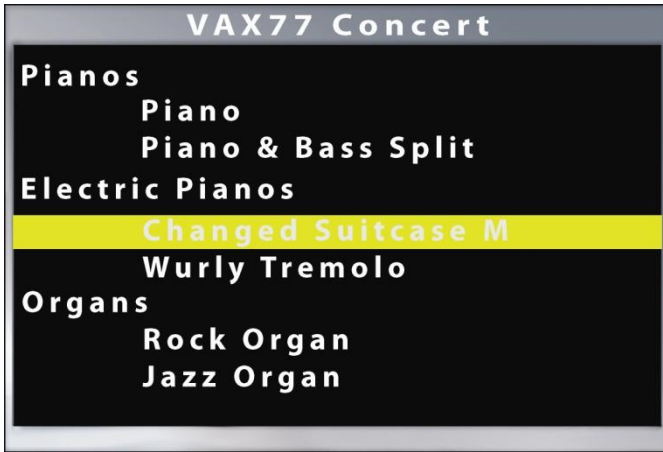 VAX77 Concert
Pianos
Piano
Piano & Bass Split
Electric Pianos
Changed Suitcase M
Wurly Tremolo
Organs
Rock Organ
Jazz Organ